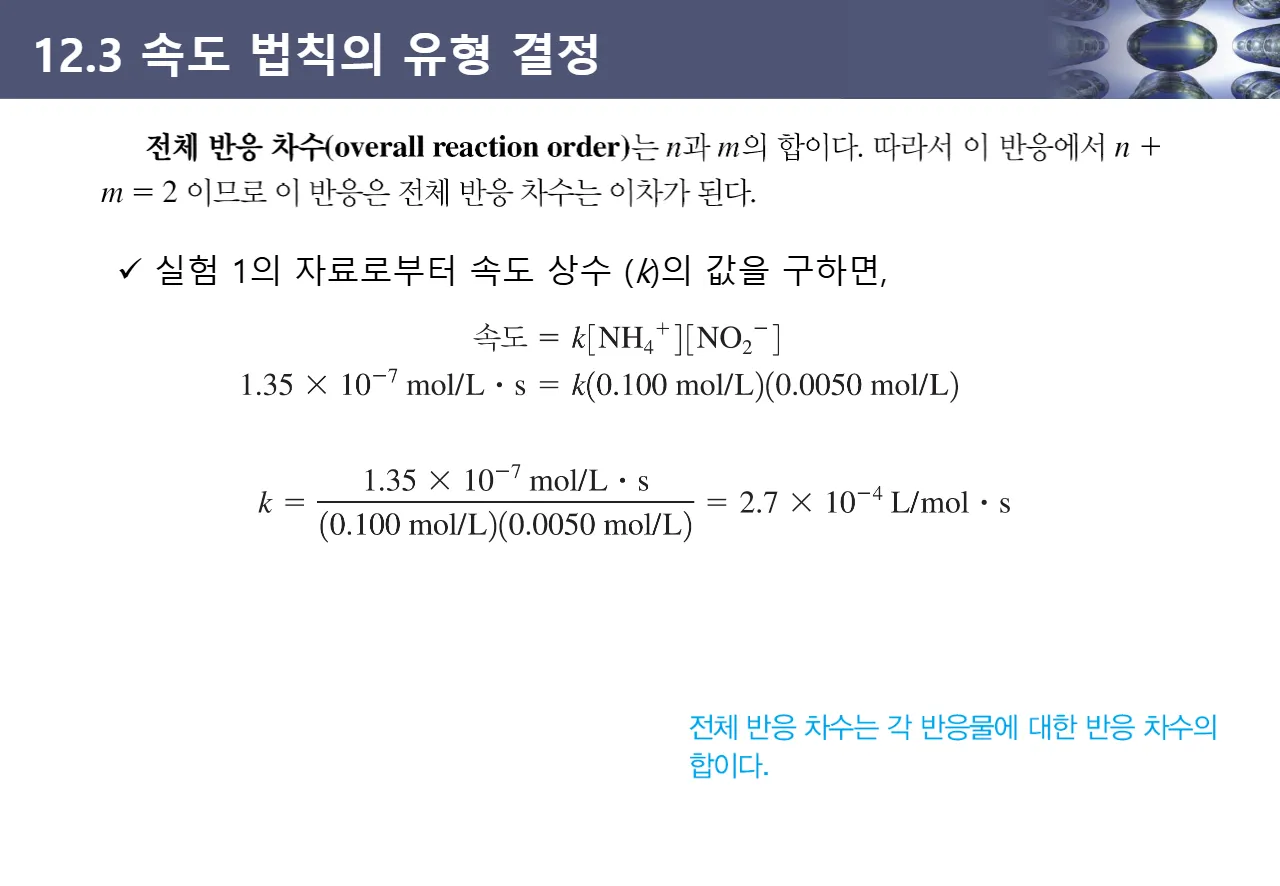 12.3 속도 법칙의 유형 결정
전체 반응 차수(overall reaction order)는 n과 m의 합이다. 따라서 이 반응에서 n +
m = 2 이므로 이 반응은 전체 반응 차수는 이차가 된다.
✓ 실험 1의 자료로부터 속도 상수 (k)의 값을 구하면,
속도 = k[NH₄⁺][NO₂⁻]
1.35 × 10⁻⁷ mol/L · s = k(0.100 mol/L)(0.0050 mol/L)
k = 1.35 × 10⁻⁷ mol/L · s / (0.100 mol/L)(0.0050 mol/L) = 2.7 × 10⁻⁴ L/mol · s
전체 반응 차수는 각 반응물에 대한 반응 차수의
합이다.